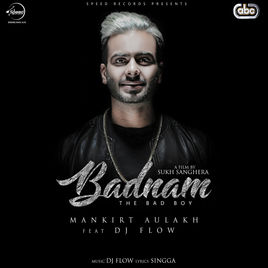 SPEED RECORDS PRESENTS
abc
A FILM BY
SUKH SANGHERA
Badnam
THE BAD BOY
MANKIRT AULAKH
FEAT DJ FLOW
MUSIC DJ FLOW LYRICS SINGGA